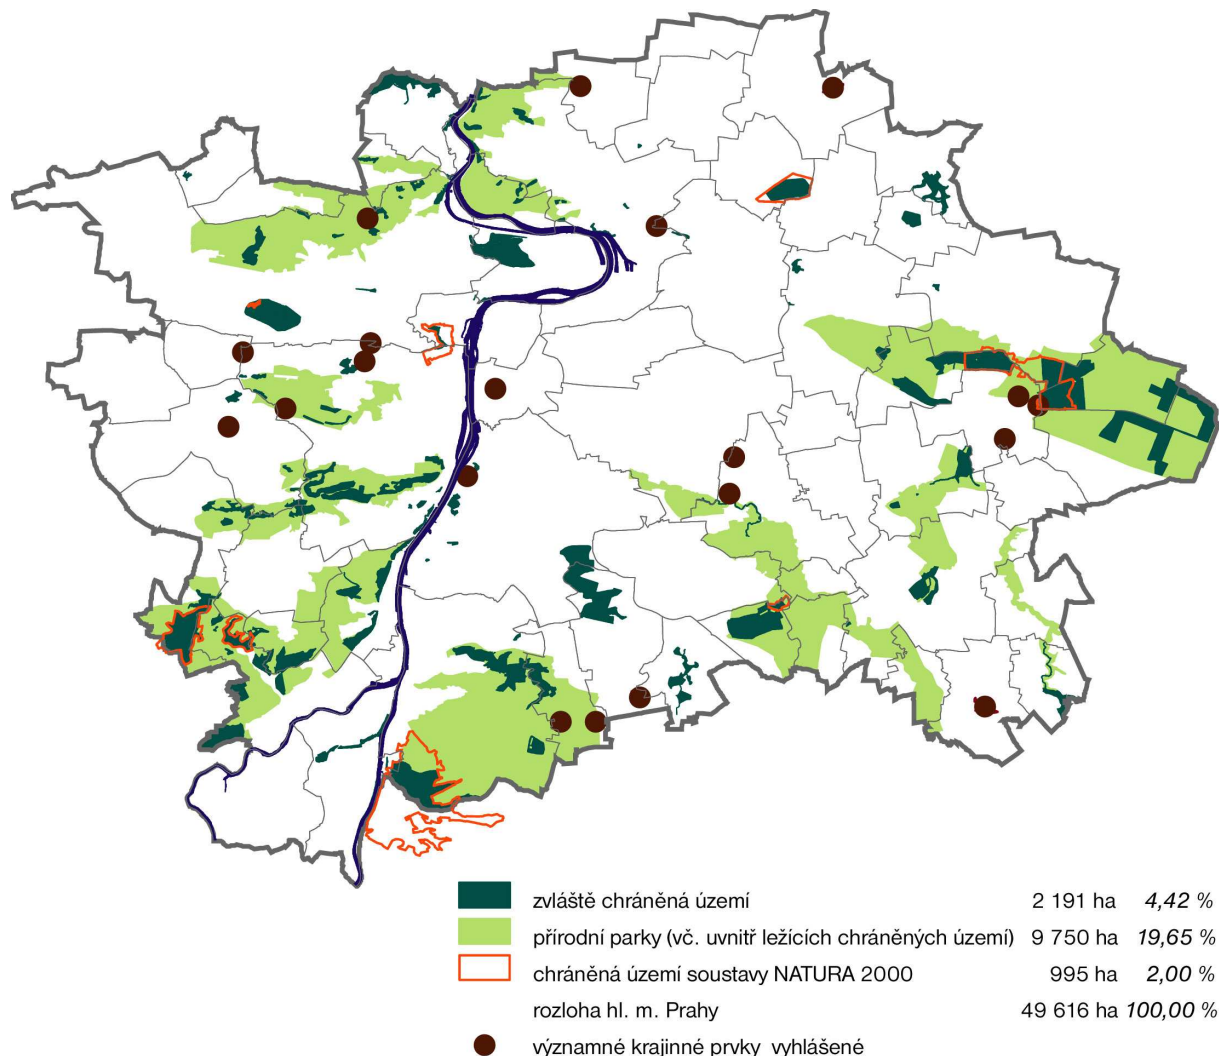 zvláště chráněná území 2 191 ha 4,42 %
přírodní parky (vč. uvnitř ležících chráněných území) 9 750 ha 19,65 %
chráněná území soustavy NATURA 2000 995 ha 2,00 %
rozloha hl. m. Prahy 49 616 ha 100,00 %
významné krajinné prvky vyhlášené